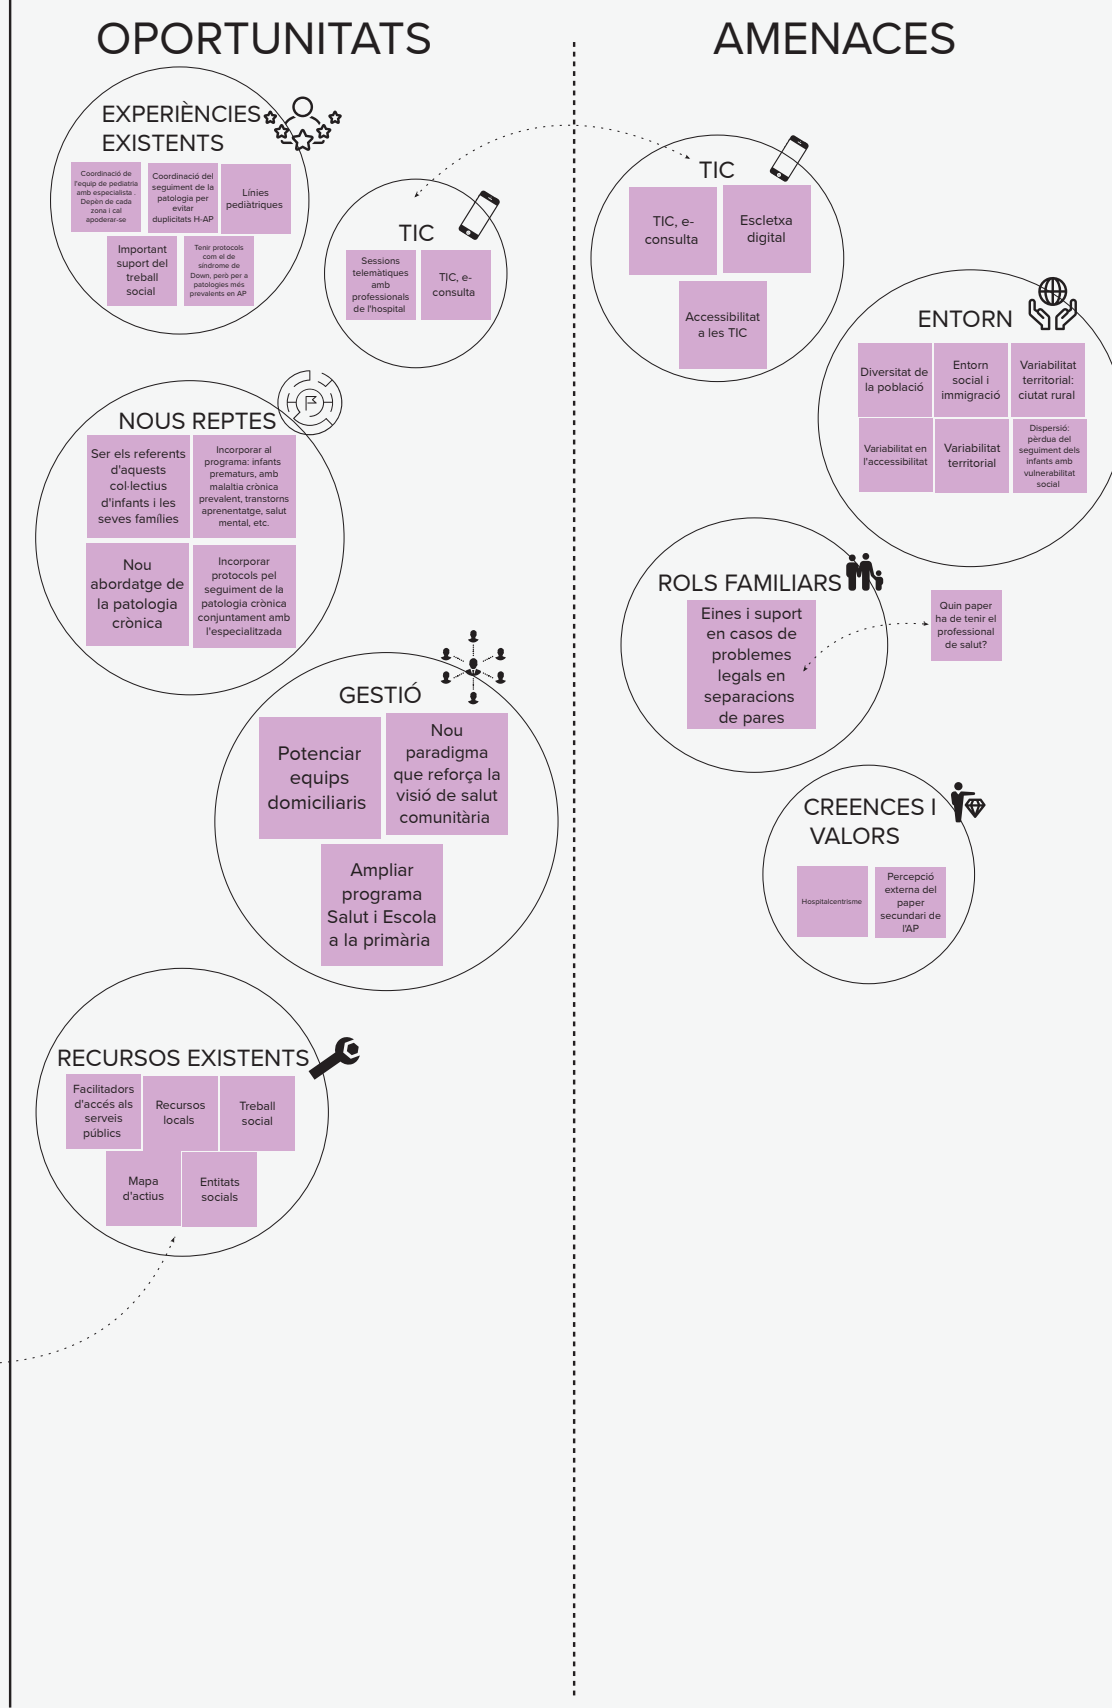 OPORTUNITATS
EXPERIÈNCIES
EXISTENTS
Coordinació de
l'equip de pediatria
amb especialista .
Depèn de cada
zona i cal
apoderar-se
Coordinació del
seguiment de la
patologia per
evitar
duplicitats H-AP
Línies
pediàtriques
Important
suport del
treball
social
Tenir protocols
com el de
síndrome de
Down, però per a
patologies més
prevalents en AP
TIC
Sessions
telemàtiques
amb
professionals
de l'hospital
TIC, e-
consulta
NOUS REPTES
Ser els referents
d'aquests
col·lectius
d'infants i les
seves famílies
Incorporar al
programa: infants
prematurs, amb
malaltia crònica
prevalent, transtorns
aprenentatge, salut
mental, etc.
Nou
abordatge de
la patologia
crònica
Incorporar
protocols pel
seguiment de la
patologia crònica
conjuntament amb
l'especialitzada
GESTIÓ
Potenciar
equips
domiciliaris
Nou
paradigma
que reforça la
visió de salut
comunitària
Ampliar
programa
Salut i Escola
a la primària
RECURSOS EXISTENTS
Facilitadors
d'accés als
serveis
públics
Recursos
locals
Treball
social
Mapa
d'actius
Entitats
socials
AMENACES
TIC
TIC, e-
consulta
Escletxa
digital
Accessibilitat
a les TIC
ENTORN
Diversitat de
la població
Entorn
social i
immigració
Variabilitat
territorial:
ciutat rural
Variabilitat en
l'accessibilitat
Variabilitat
territorial
Dispersió:
pèrdua del
seguiment dels
infants amb
vulnerabilitat
social
ROLS FAMILIARS
Eines i suport
en casos de
problemes
legals en
separacions
de pares
Quin paper
ha de tenir el
professional
de salut?
CREENCES I
VALORS
Hospitalcentrisme
Percepció
externa del
paper
secundari de
l'AP